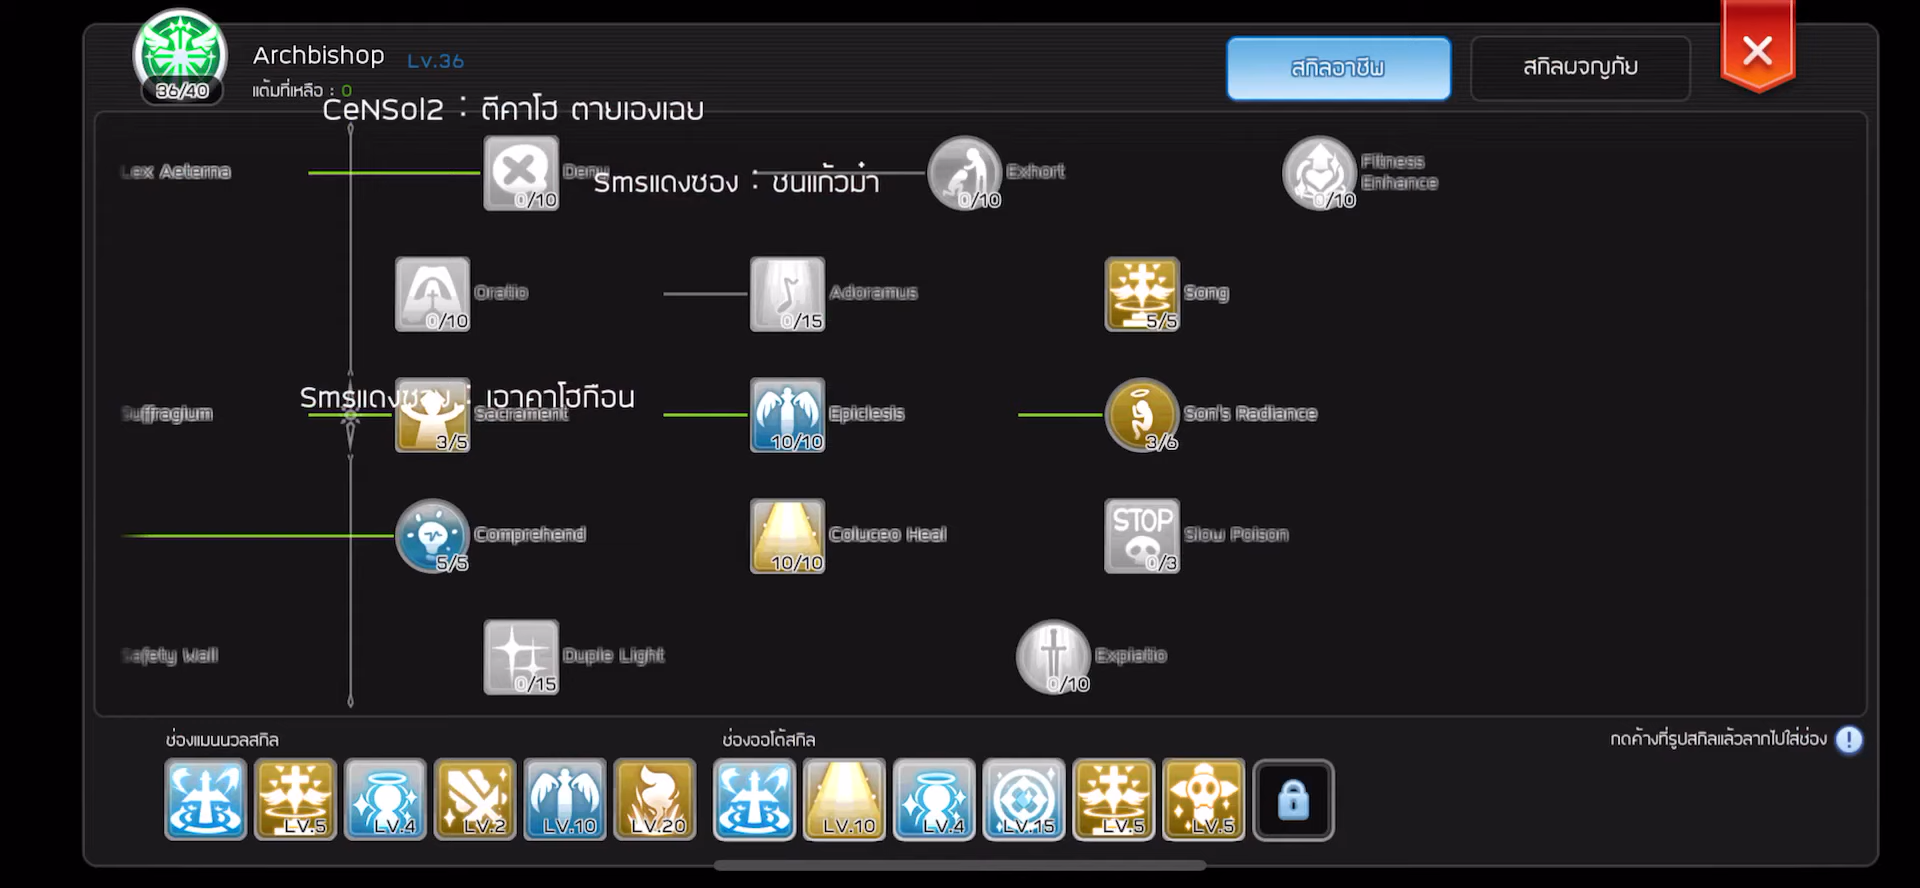 Archbishop Lv.36
สกิลอาชีพ
สกิลผจญภัย
36/40
แต้มที่เหลือ : 0
CeNSol2 : ตีคาโฮ ตายเองเฉย
Lex Aeterna
Deny
0/10
Exhort
0/10
Fitness
Enhance
0/10
Smsแดงซอง : ชนแก้วม๋า
Oratio
0/10
Adoramus
0/15
Song
5/5
Smsแดงซอง : เอาคาโฮกือน
Suffragium
Sacrament
3/5
Epiclesis
10/10
Son's Radiance
3/6
Comprehend
5/5
Coluceo Heal
10/10
STOP
Slow Poison
0/3
Safety Wall
Duple Light
0/15
Expiatio
0/10
ช่องแมนนวลสกิล
ช่องออโต้สกิล
กดค้างที่รูปสกิลแล้วลากไปใส่ช่อง
LV.5
LV.4
LV.2
LV.10
LV.20
LV.10
LV.4
LV.15
LV.5
LV.5